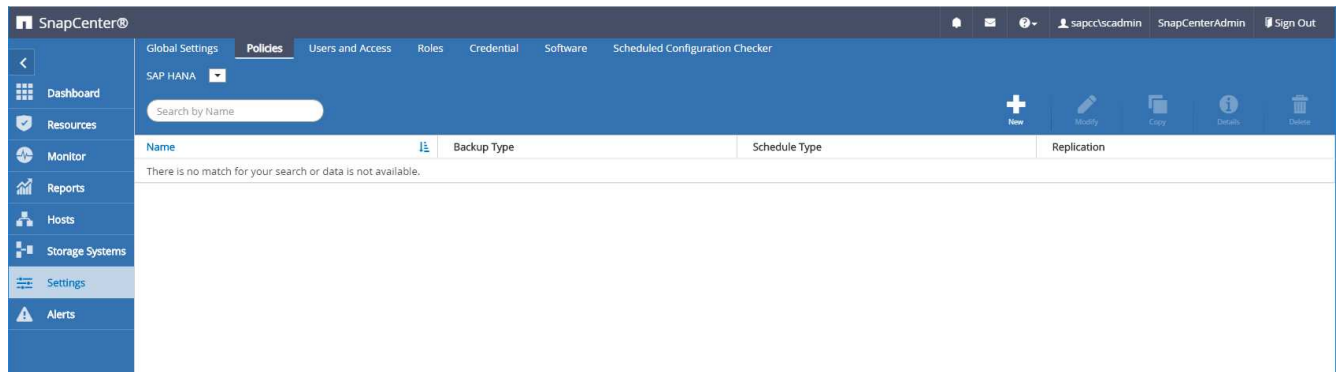 SnapCenter®
sapcc\scadmin SnapCenterAdmin Sign Out
Global Settings Policies Users and Access Roles Credential Software Scheduled Configuration Checker
SAP HANA
Dashboard
Resources
Monitor
Reports
Hosts
Storage Systems
Settings
Alerts
Search by Name
New Modify Copy Details Delete
Name Backup Type Schedule Type Replication
There is no match for your search or data is not available.